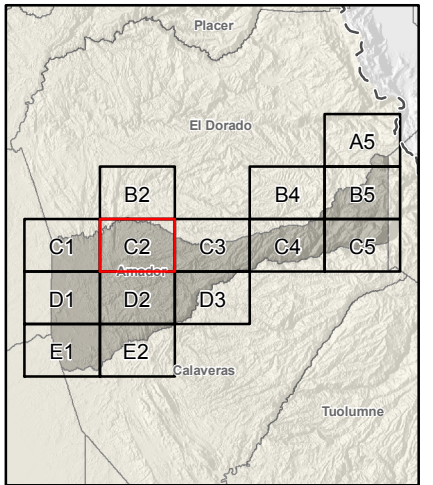 Placer
El Dorado
A5
B2 B4 B5
C1 C2 C3 C4 C5
Amador
D1 D2 D3
E1 E2
Calaveras
Tuolumne